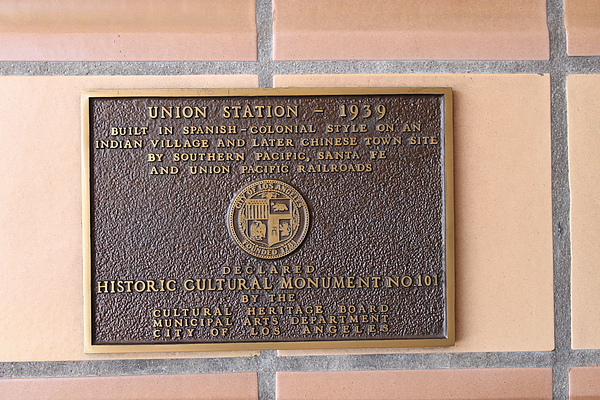 UNION STATION - 1939
BUILT IN SPANISH-COLONIAL STYLE ON AN
INDIAN VILLAGE AND LATER CHINESE TOWN SITE
BY SOUTHERN PACIFIC, SANTA FE
AND UNION PACIFIC RAILROADS
CITY OF LOS ANGELES
FOUNDED 1781
DECLARED
HISTORIC CULTURAL MONUMENT NO. 101
BY THE
CULTURAL HERITAGE BOARD
MUNICIPAL ARTS DEPARTMENT
CITY OF LOS ANGELES